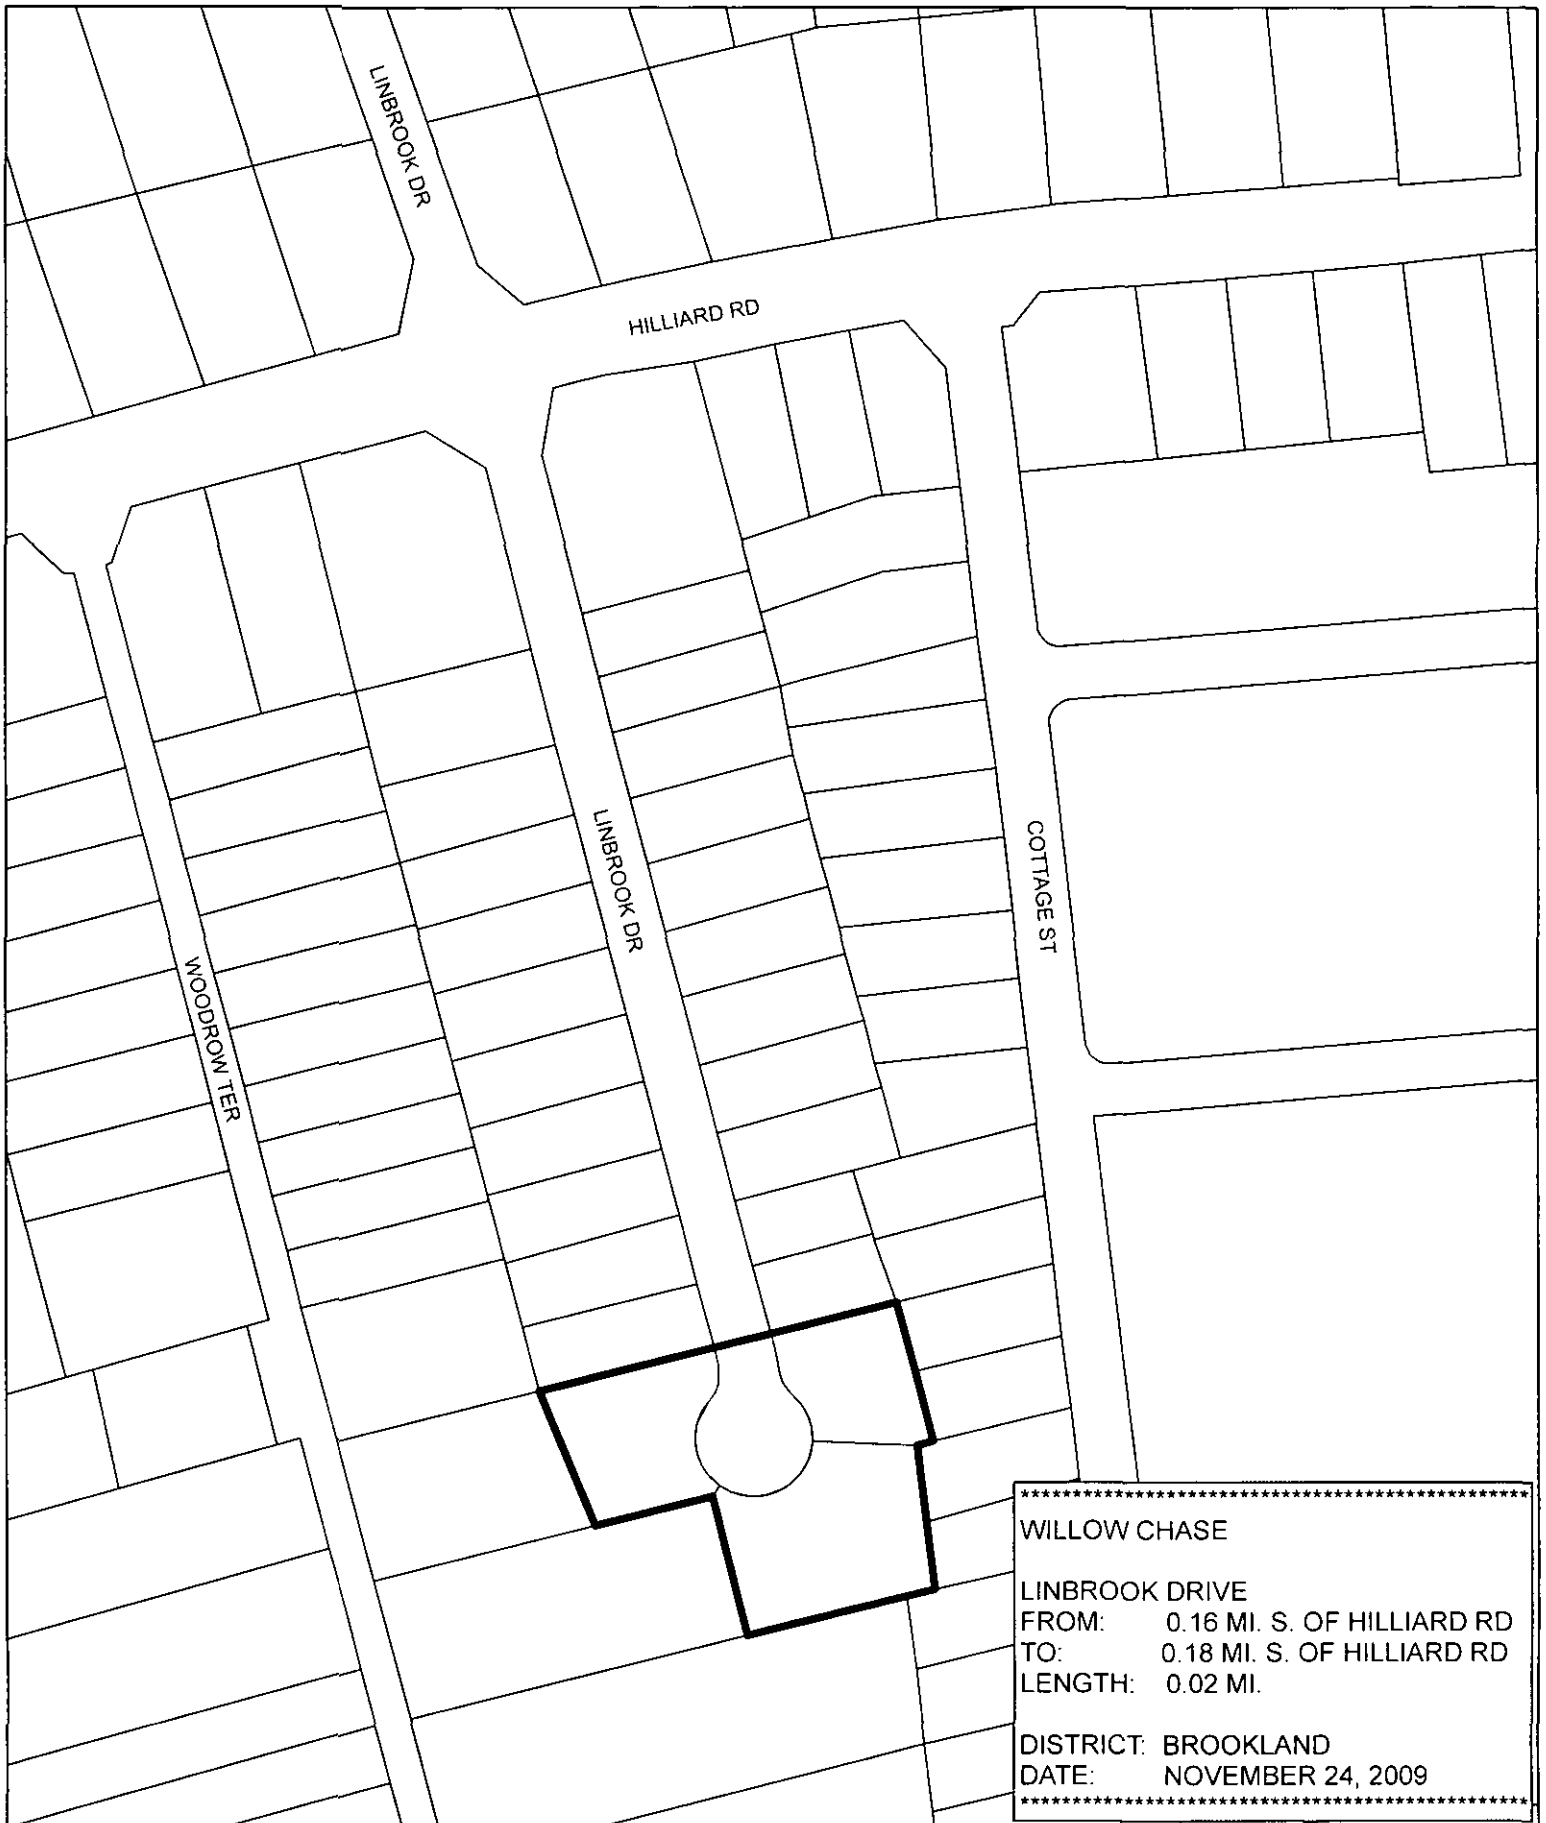 LINBROOK DR
HILLIARD RD
LINBROOK DR
COTTAGE ST
WOODROW TER
**************************************************
WILLOW CHASE
LINBROOK DRIVE
FROM: 0.16 MI. S. OF HILLIARD RD
TO: 0.18 MI. S. OF HILLIARD RD
LENGTH: 0.02 MI.
DISTRICT: BROOKLAND
DATE: NOVEMBER 24, 2009
**************************************************